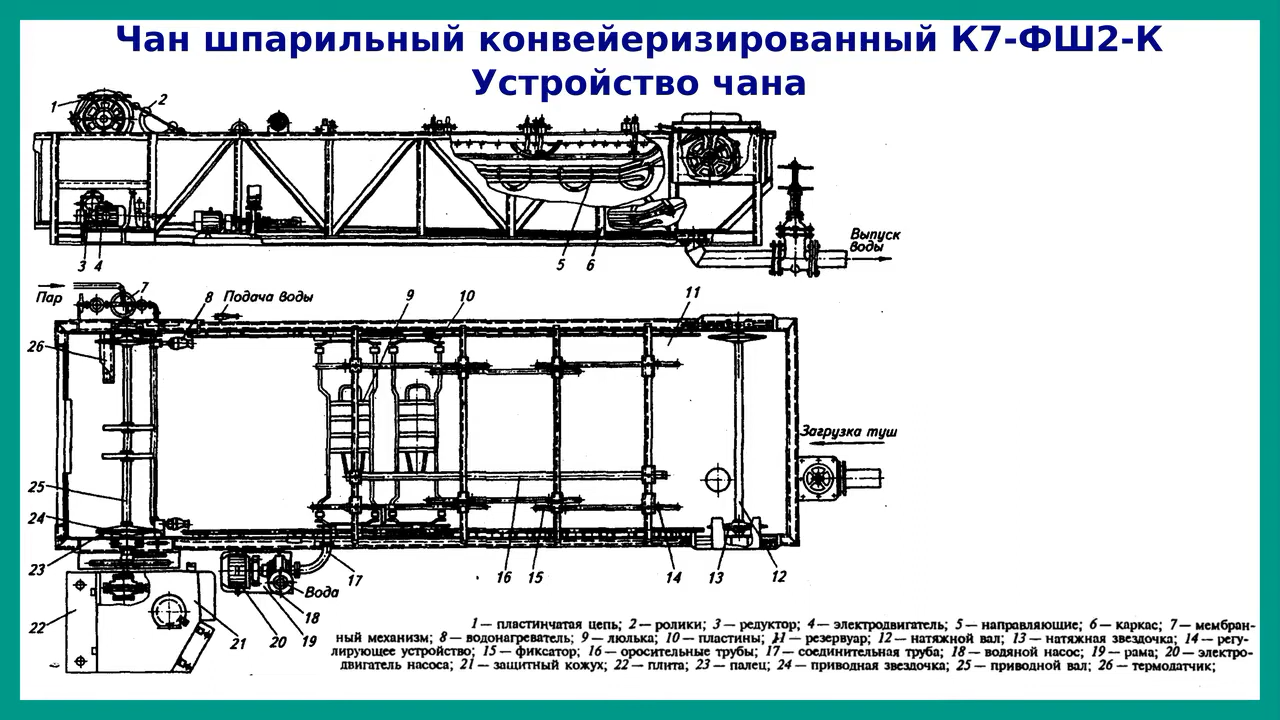 Чан шпарильный конвейеризированный К7-ФШ2-К
Устройство чана
1
2
3 4
5 6
Выпуск
воды
Пар
7
8
Подача воды
9
10
11
26
Загрузка туш
25
24
23
22
21
20
19
18
Вода
17
16
15
14
13
12
1 — пластинчатая цепь; 2 — ролики; 3 — редуктор; 4 — электродвигатель; 5 — направляющие; 6 — каркас; 7 — мембран-
ный механизм; 8 — водонагреватель; 9 — люлька; 10 — пластины; 11 — резервуар; 12 — натяжной вал; 13 — натяжная звездочка; 14 — регу-
лирующее устройство; 15 — фиксатор; 16 — оросительные трубы; 17 — соединительная труба; 18 — водяной насос; 19 — рама; 20 — электро-
двигатель насоса; 21 — защитный кожух; 22 — плита; 23 — палец; 24 — приводная звездочка; 25 — приводной вал; 26 — термодатчик;